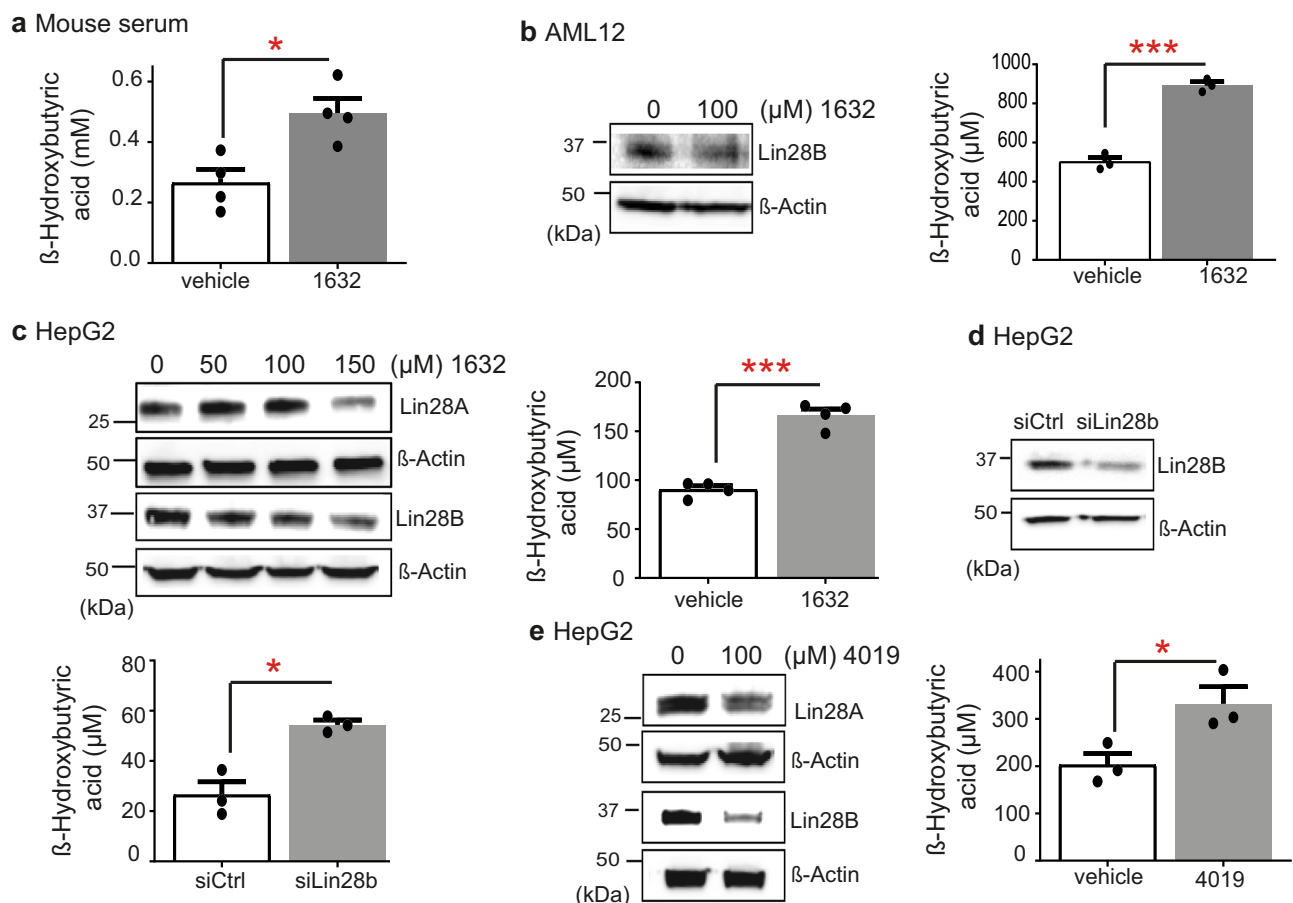 a Mouse serum
*
ß-Hydroxybutyric
acid (mM)
0.6
0.4
0.2
0.0
vehicle
1632
b AML12
0 100 (µM) 1632
37
Lin28B
50
ß-Actin
(kDa)
***
ß-Hydroxybutyric
acid (µM)
1000
800
600
400
200
0
vehicle
1632
c HepG2
0 50 100 150 (µM) 1632
Lin28A
25
50
ß-Actin
37
Lin28B
50
ß-Actin
(kDa)
***
ß-Hydroxybutyric
acid (µM)
200
150
100
50
0
vehicle
1632
d HepG2
siCtrl siLin28b
37
Lin28B
50
ß-Actin
(kDa)
*
ß-Hydroxybutyric
acid (µM)
80
60
40
20
0
siCtrl
siLin28b
e HepG2
0 100 (µM) 4019
Lin28A
25
50
ß-Actin
37
Lin28B
50
ß-Actin
(kDa)
*
ß-Hydroxybutyric
acid (µM)
400
300
200
100
0
vehicle
4019